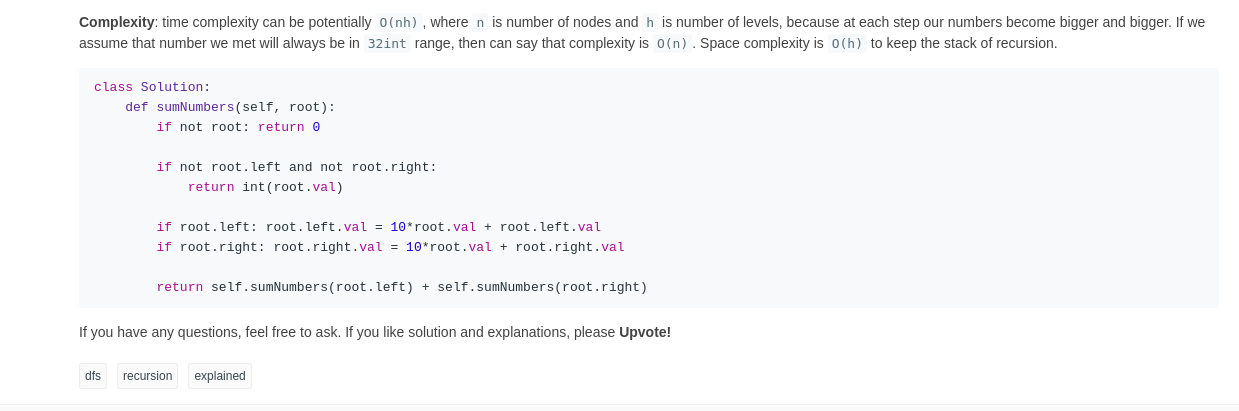 Complexity: time complexity can be potentially O(nh), where n is number of nodes and h is number of levels, because at each step our numbers become bigger and bigger. If we
assume that number we met will always be in 32int range, then can say that complexity is O(n). Space complexity is O(h) to keep the stack of recursion.
class Solution:
    def sumNumbers(self, root):
        if not root: return 0
        if not root.left and not root.right:
            return int(root.val)
        if root.left: root.left.val = 10*root.val + root.left.val
        if root.right: root.right.val = 10*root.val + root.right.val
        return self.sumNumbers(root.left) + self.sumNumbers(root.right)
If you have any questions, feel free to ask. If you like solution and explanations, please Upvote!
dfs recursion explained